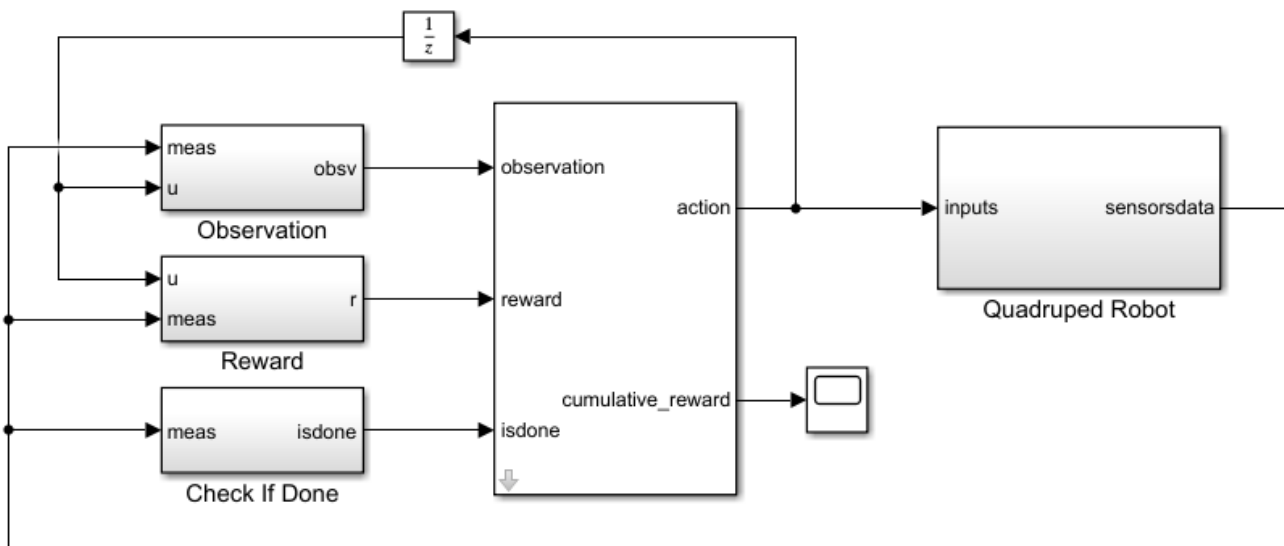 1
z
meas
obsv
u
Observation
u
r
meas
Reward
meas
isdone
Check If Done
observation
action
reward
cumulative_reward
isdone
inputs
sensorsdata
Quadruped Robot